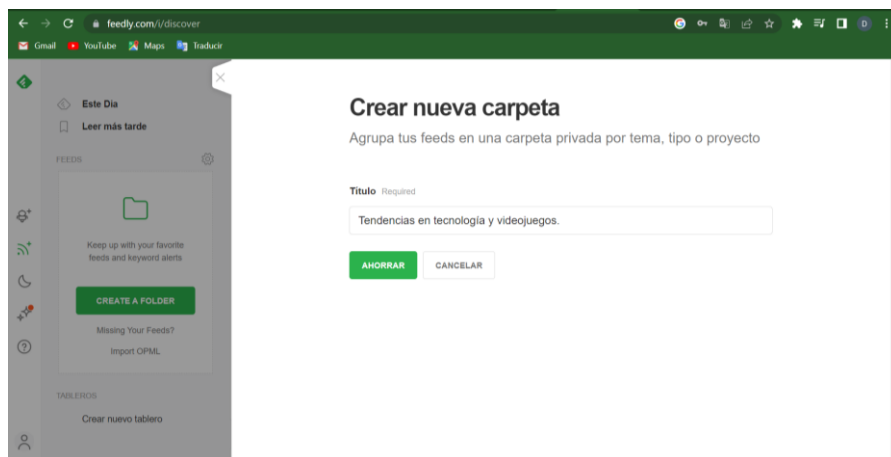 feedly.com/i/discover
D
Gmail YouTube Maps Traducir
Este Dia
Leer más tarde
FEEDS
Keep up with your favorite
feeds and keyword alerts
CREATE A FOLDER
Missing Your Feeds?
Import OPML
TABLEROS
Crear nuevo tablero
Crear nueva carpeta
Agrupa tus feeds en una carpeta privada por tema, tipo o proyecto
Título Required
Tendencias en tecnología y videojuegos.
AHORRAR CANCELAR